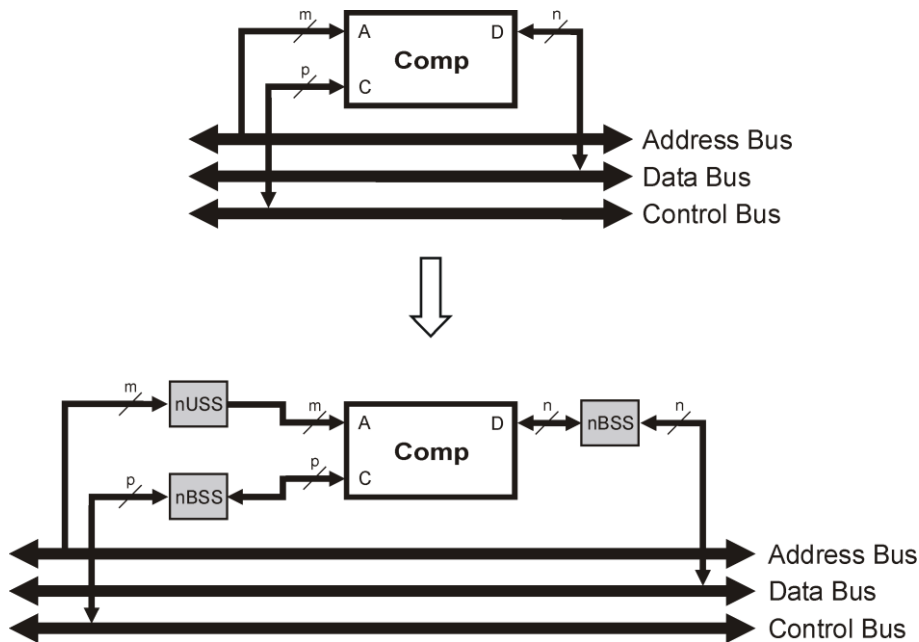 m
A
D
n
Comp
p
C
Address Bus
Data Bus
Control Bus
m
nUSS
m
A
D
n
nBSS
n
Comp
p
nBSS
p
C
Address Bus
Data Bus
Control Bus